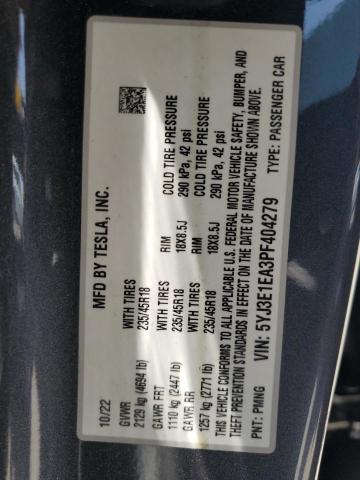 MFD BY TESLA, INC.
10/22
GVWR
2129 kg (4694 lb)
GAWR FRT WITH TIRES RIM COLD TIRE PRESSURE
1110 kg (2447 lb) 235/45R18 18X8.5J 290 kPa, 42 psi
GAWR RR WITH TIRES RIM COLD TIRE PRESSURE
1257 kg (2771 lb) 235/45R18 18X8.5J 290 kPa, 42 psi
THIS VEHICLE CONFORMS TO ALL APPLICABLE U.S. FEDERAL MOTOR VEHICLE SAFETY, BUMPER, AND
THEFT PREVENTION STANDARDS IN EFFECT ON THE DATE OF MANUFACTURE SHOWN ABOVE.
VIN: 5YJ3E1EA3PF404279
PNT: PMNG TYPE: PASSENGER CAR